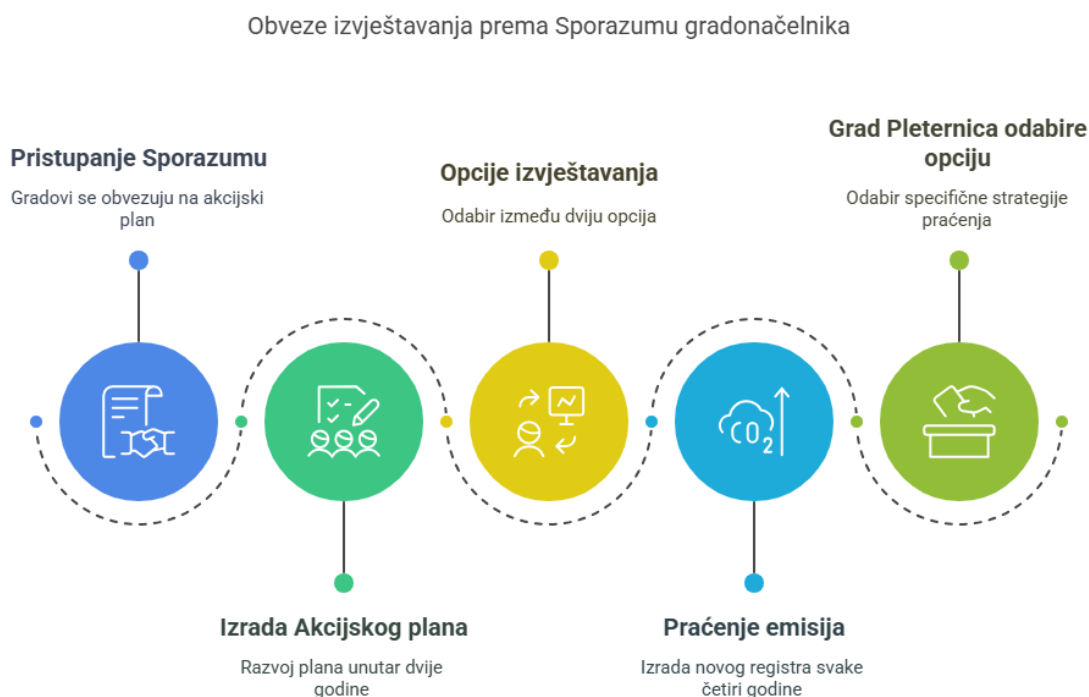 Obveze izvještavanja prema Sporazumu gradonačelnika
Pristupanje Sporazumu
Gradovi se obvezuju na akcijski
plan
Opcije izvještavanja
Odabir između dviju opcija
Grad Pleternica odabire
opciju
Odabir specifične strategije
praćenja
CO2
Izrada Akcijskog plana
Razvoj plana unutar dvije
godine
Praćenje emisija
Izrada novog registra svake
četiri godine